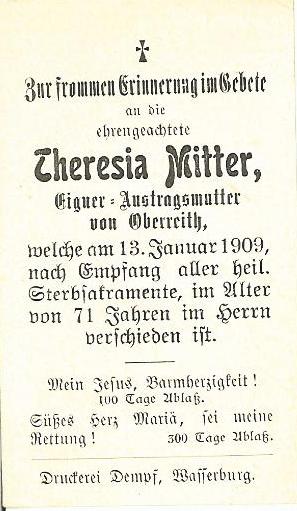 Zur frommen Erinnerung im Gebete
an die
ehrengeachtete
Theresia Mitter,
Eigner-Austragsmutter
von Oberreith,
welche am 13. Januar 1909,
nach Empfang aller heil.
Sterbsakramente, im Alter
von 71 Jahren im Herrn
verschieden ist.
Mein Jesus, Barmherzigkeit!
100 Tage Ablaß.
Süßes Herz Mariä, sei meine
Rettung! 300 Tage Ablaß.
Druckerei Dempf, Wasserburg.